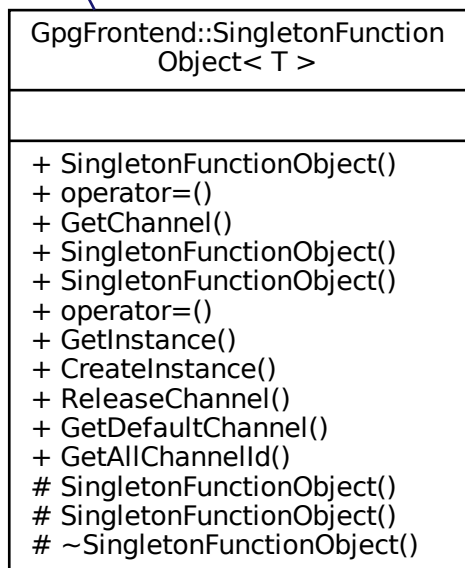 GpgFrontend::SingletonFunction
Object< T >
+ SingletonFunctionObject()
+ operator=()
+ GetChannel()
+ SingletonFunctionObject()
+ SingletonFunctionObject()
+ operator=()
+ GetInstance()
+ CreateInstance()
+ ReleaseChannel()
+ GetDefaultChannel()
+ GetAllChannelId()
# SingletonFunctionObject()
# SingletonFunctionObject()
# ~SingletonFunctionObject()